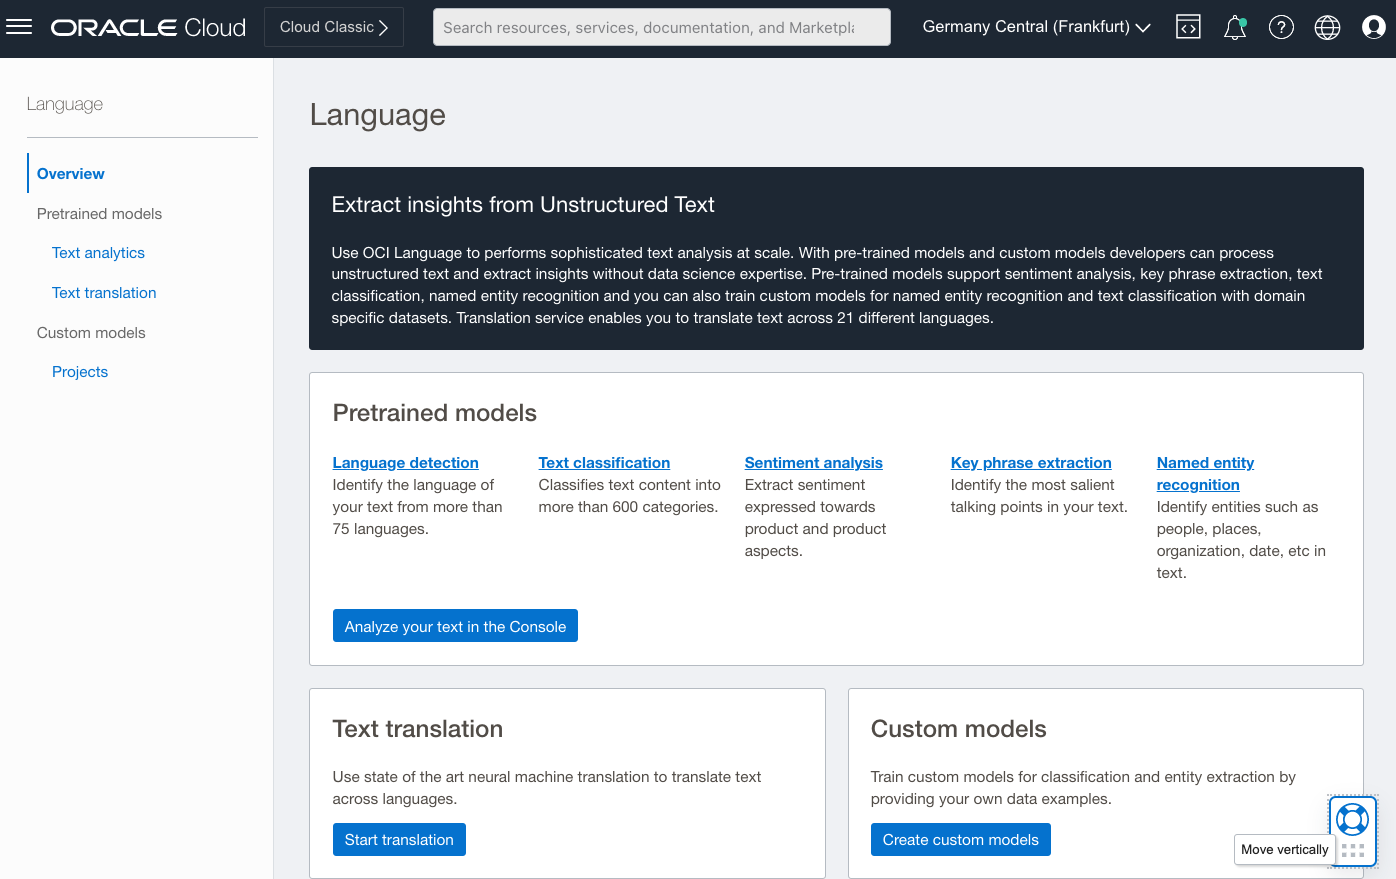 ORACLE Cloud
Cloud Classic
Search resources, services, documentation, and Marketpla
Germany Central (Frankfurt)
Language
Overview
Pretrained models
Text analytics
Text translation
Custom models
Projects
Language
Extract insights from Unstructured Text
Use OCI Language to performs sophisticated text analysis at scale. With pre-trained models and custom models developers can process
unstructured text and extract insights without data science expertise. Pre-trained models support sentiment analysis, key phrase extraction, text
classification, named entity recognition and you can also train custom models for named entity recognition and text classification with domain
specific datasets. Translation service enables you to translate text across 21 different languages.
Pretrained models
Language detection
Identify the language of
your text from more than
75 languages.
Text classification
Classifies text content into
more than 600 categories.
Sentiment analysis
Extract sentiment
expressed towards
product and product
aspects.
Key phrase extraction
Identify the most salient
talking points in your text.
Named entity
recognition
Identify entities such as
people, places,
organization, date, etc in
text.
Analyze your text in the Console
Text translation
Use state of the art neural machine translation to translate text
across languages.
Start translation
Custom models
Train custom models for classification and entity extraction by
providing your own data examples.
Create custom models
Move vertically